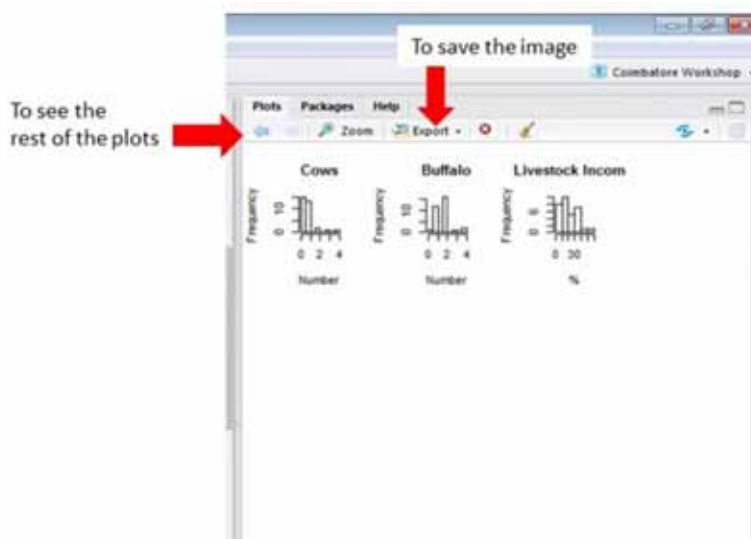 To save the image
Coimbatore Workshop
To see the
rest of the plots
Plots Packages Help
Zoom Export
Cows Buffalo Livestock Incom
Frequency Frequency Frequency
0 10 0 10 0 6
0 2 4 0 2 4 0 30
Number Number %